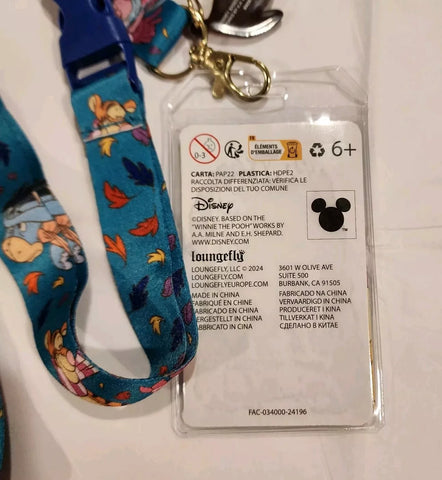 0-3
FR
ÉLÉMENTS
D'EMBALLAGE
6+
CARTA: PAP22 PLASTICA: HDPE2
RACCOLTA DIFFERENZIATA: VERIFICA LE
DISPOSIZIONI DEL TUO COMUNE
Disney
©DISNEY. BASED ON THE
"WINNIE THE POOH" WORKS BY
A.A. MILNE AND E.H. SHEPARD.
WWW.DISNEY.COM
TM
loungefly
LOUNGEFLY, LLC © 2024
LOUNGEFLY.COM
LOUNGEFLYEUROPE.COM
3601 W OLIVE AVE
SUITE 500
BURBANK, CA 91505
MADE IN CHINA
FABRIQUÉ EN CHINE
FABRICADO EN CHINA
HERGESTELLT IN CHINA
FABBRICATO IN CINA
FABRICADO NA CHINA
VERVAARDIGD IN CHINA
PRODUCERET I KINA
TILLVERKAT I KINA
СДЕЛАНО В КИТАЕ
FAC-034000-24196